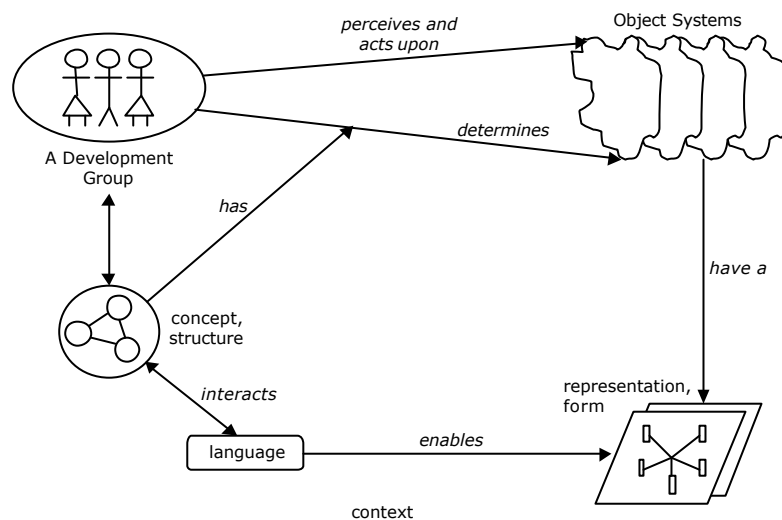 perceives and
acts upon
Object Systems
determines
A Development
Group
has
have a
concept,
structure
interacts
representation,
form
language
enables
context